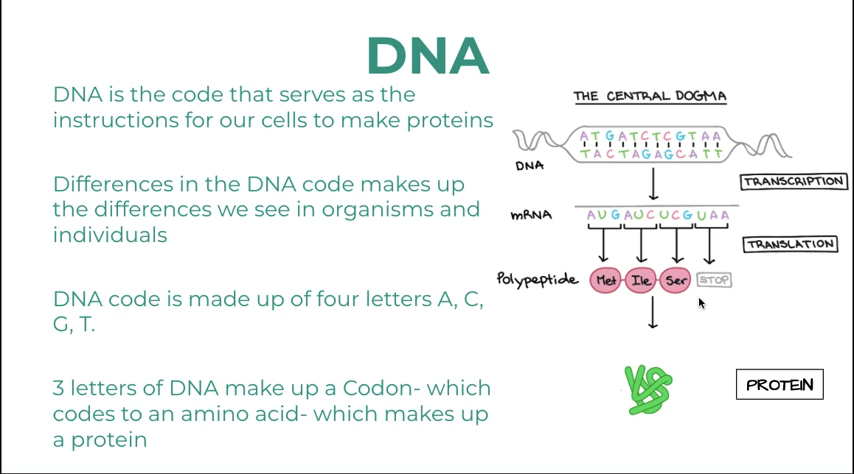 DNA
DNA is the code that serves as the
instructions for our cells to make proteins
Differences in the DNA code makes up
the differences we see in organisms and
individuals
DNA code is made up of four letters A, C,
G, T.
3 letters of DNA make up a Codon- which
codes to an amino acid- which makes up
a protein
THE CENTRAL DOGMA
ATGATCTCGTAA
TACTAGAGCATT
DNA
TRANSCRIPTION
mRNA AUGAUCUCGUAA
TRANSLATION
Polypeptide Met Ile Ser STOP
PROTEIN